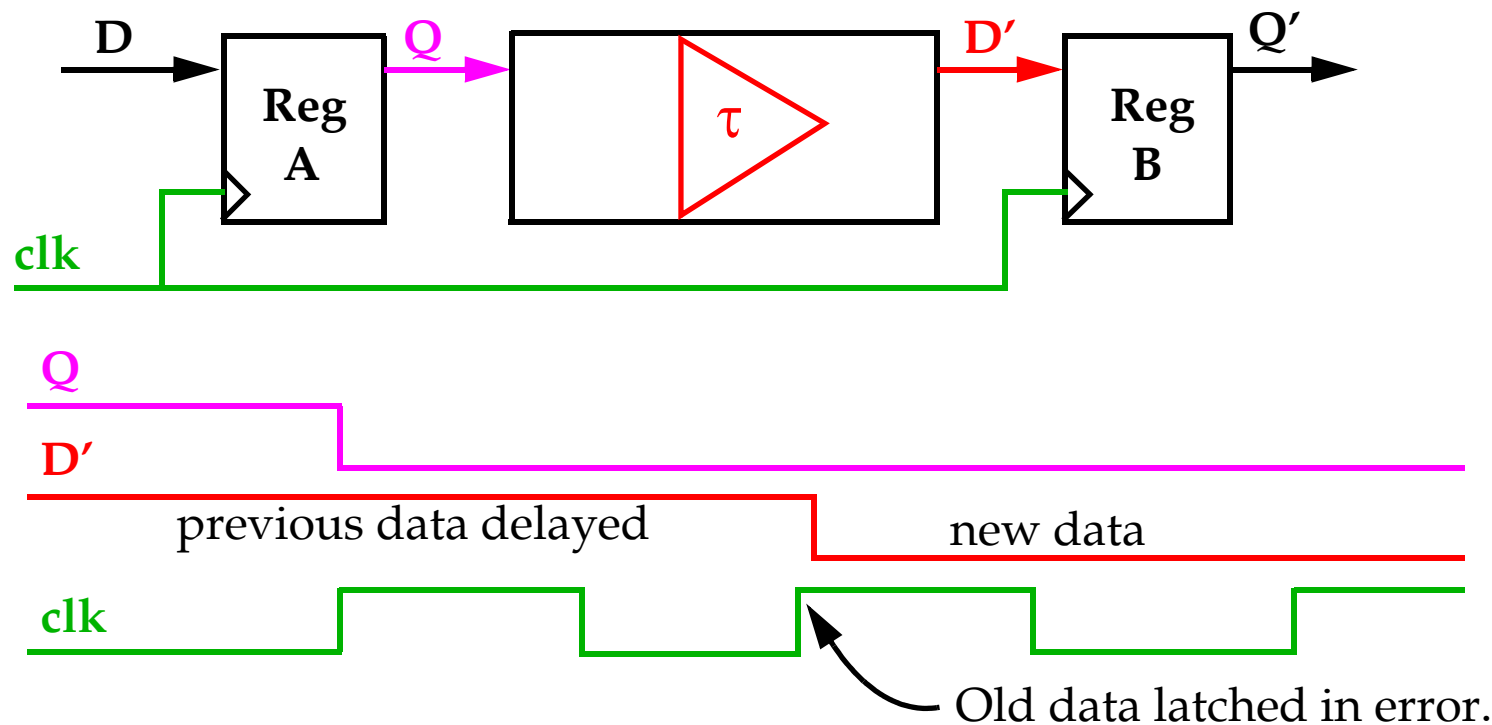 D
Q
D′
Q′
Reg
A
τ
Reg
B
clk
Q
D′
previous data delayed
new data
clk
Old data latched in error.